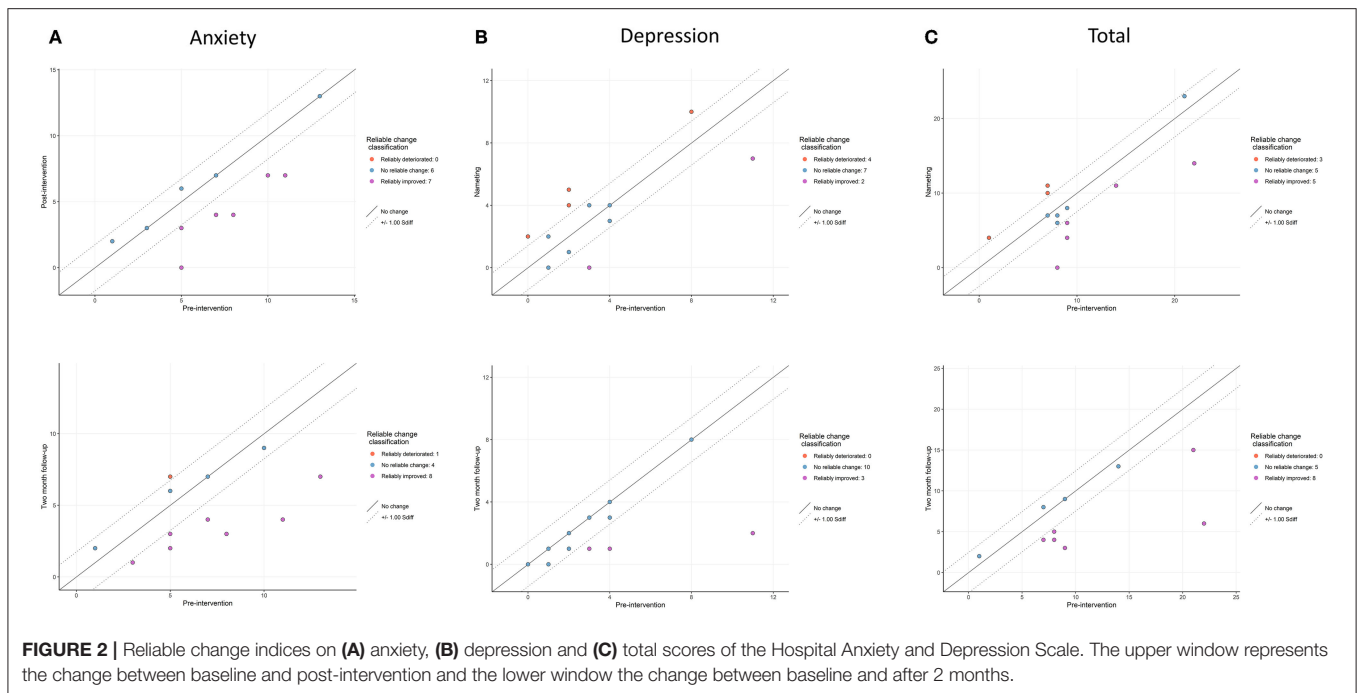 A Anxiety
B Depression
C Total
15
10
5
0
Post-intervention
0 5 10 15
Pre-intervention
Reliable change
classification
Reliably deteriorated: 0
No reliable change: 6
Reliably improved: 7
No change
+/- 1.00 Sdiff
12
8
4
0
Nameting
0 4 8 12
Pre-intervention
Reliable change
classification
Reliably deteriorated: 4
No reliable change: 7
Reliably improved: 2
No change
+/- 1.00 Sdiff
20
10
0
Nameting
0 10 20
Pre-intervention
Reliable change
classification
Reliably deteriorated: 3
No reliable change: 5
Reliably improved: 5
No change
+/- 1.00 Sdiff
10
5
0
Two month follow-up
0 5 10
Pre-intervention
Reliable change
classification
Reliably deteriorated: 1
No reliable change: 4
Reliably improved: 8
No change
+/- 1.00 Sdiff
12
8
4
0
Two month follow-up
0 4 8 12
Pre-intervention
Reliable change
classification
Reliably deteriorated: 0
No reliable change: 10
Reliably improved: 3
No change
+/- 1.00 Sdiff
25
20
15
10
5
0
Two month follow-up
0 5 10 15 20 25
Pre-intervention
Reliable change
classification
Reliably deteriorated: 0
No reliable change: 5
Reliably improved: 8
No change
+/- 1.00 Sdiff
FIGURE 2 | Reliable change indices on (A) anxiety, (B) depression and (C) total scores of the Hospital Anxiety and Depression Scale. The upper window represents
the change between baseline and post-intervention and the lower window the change between baseline and after 2 months.